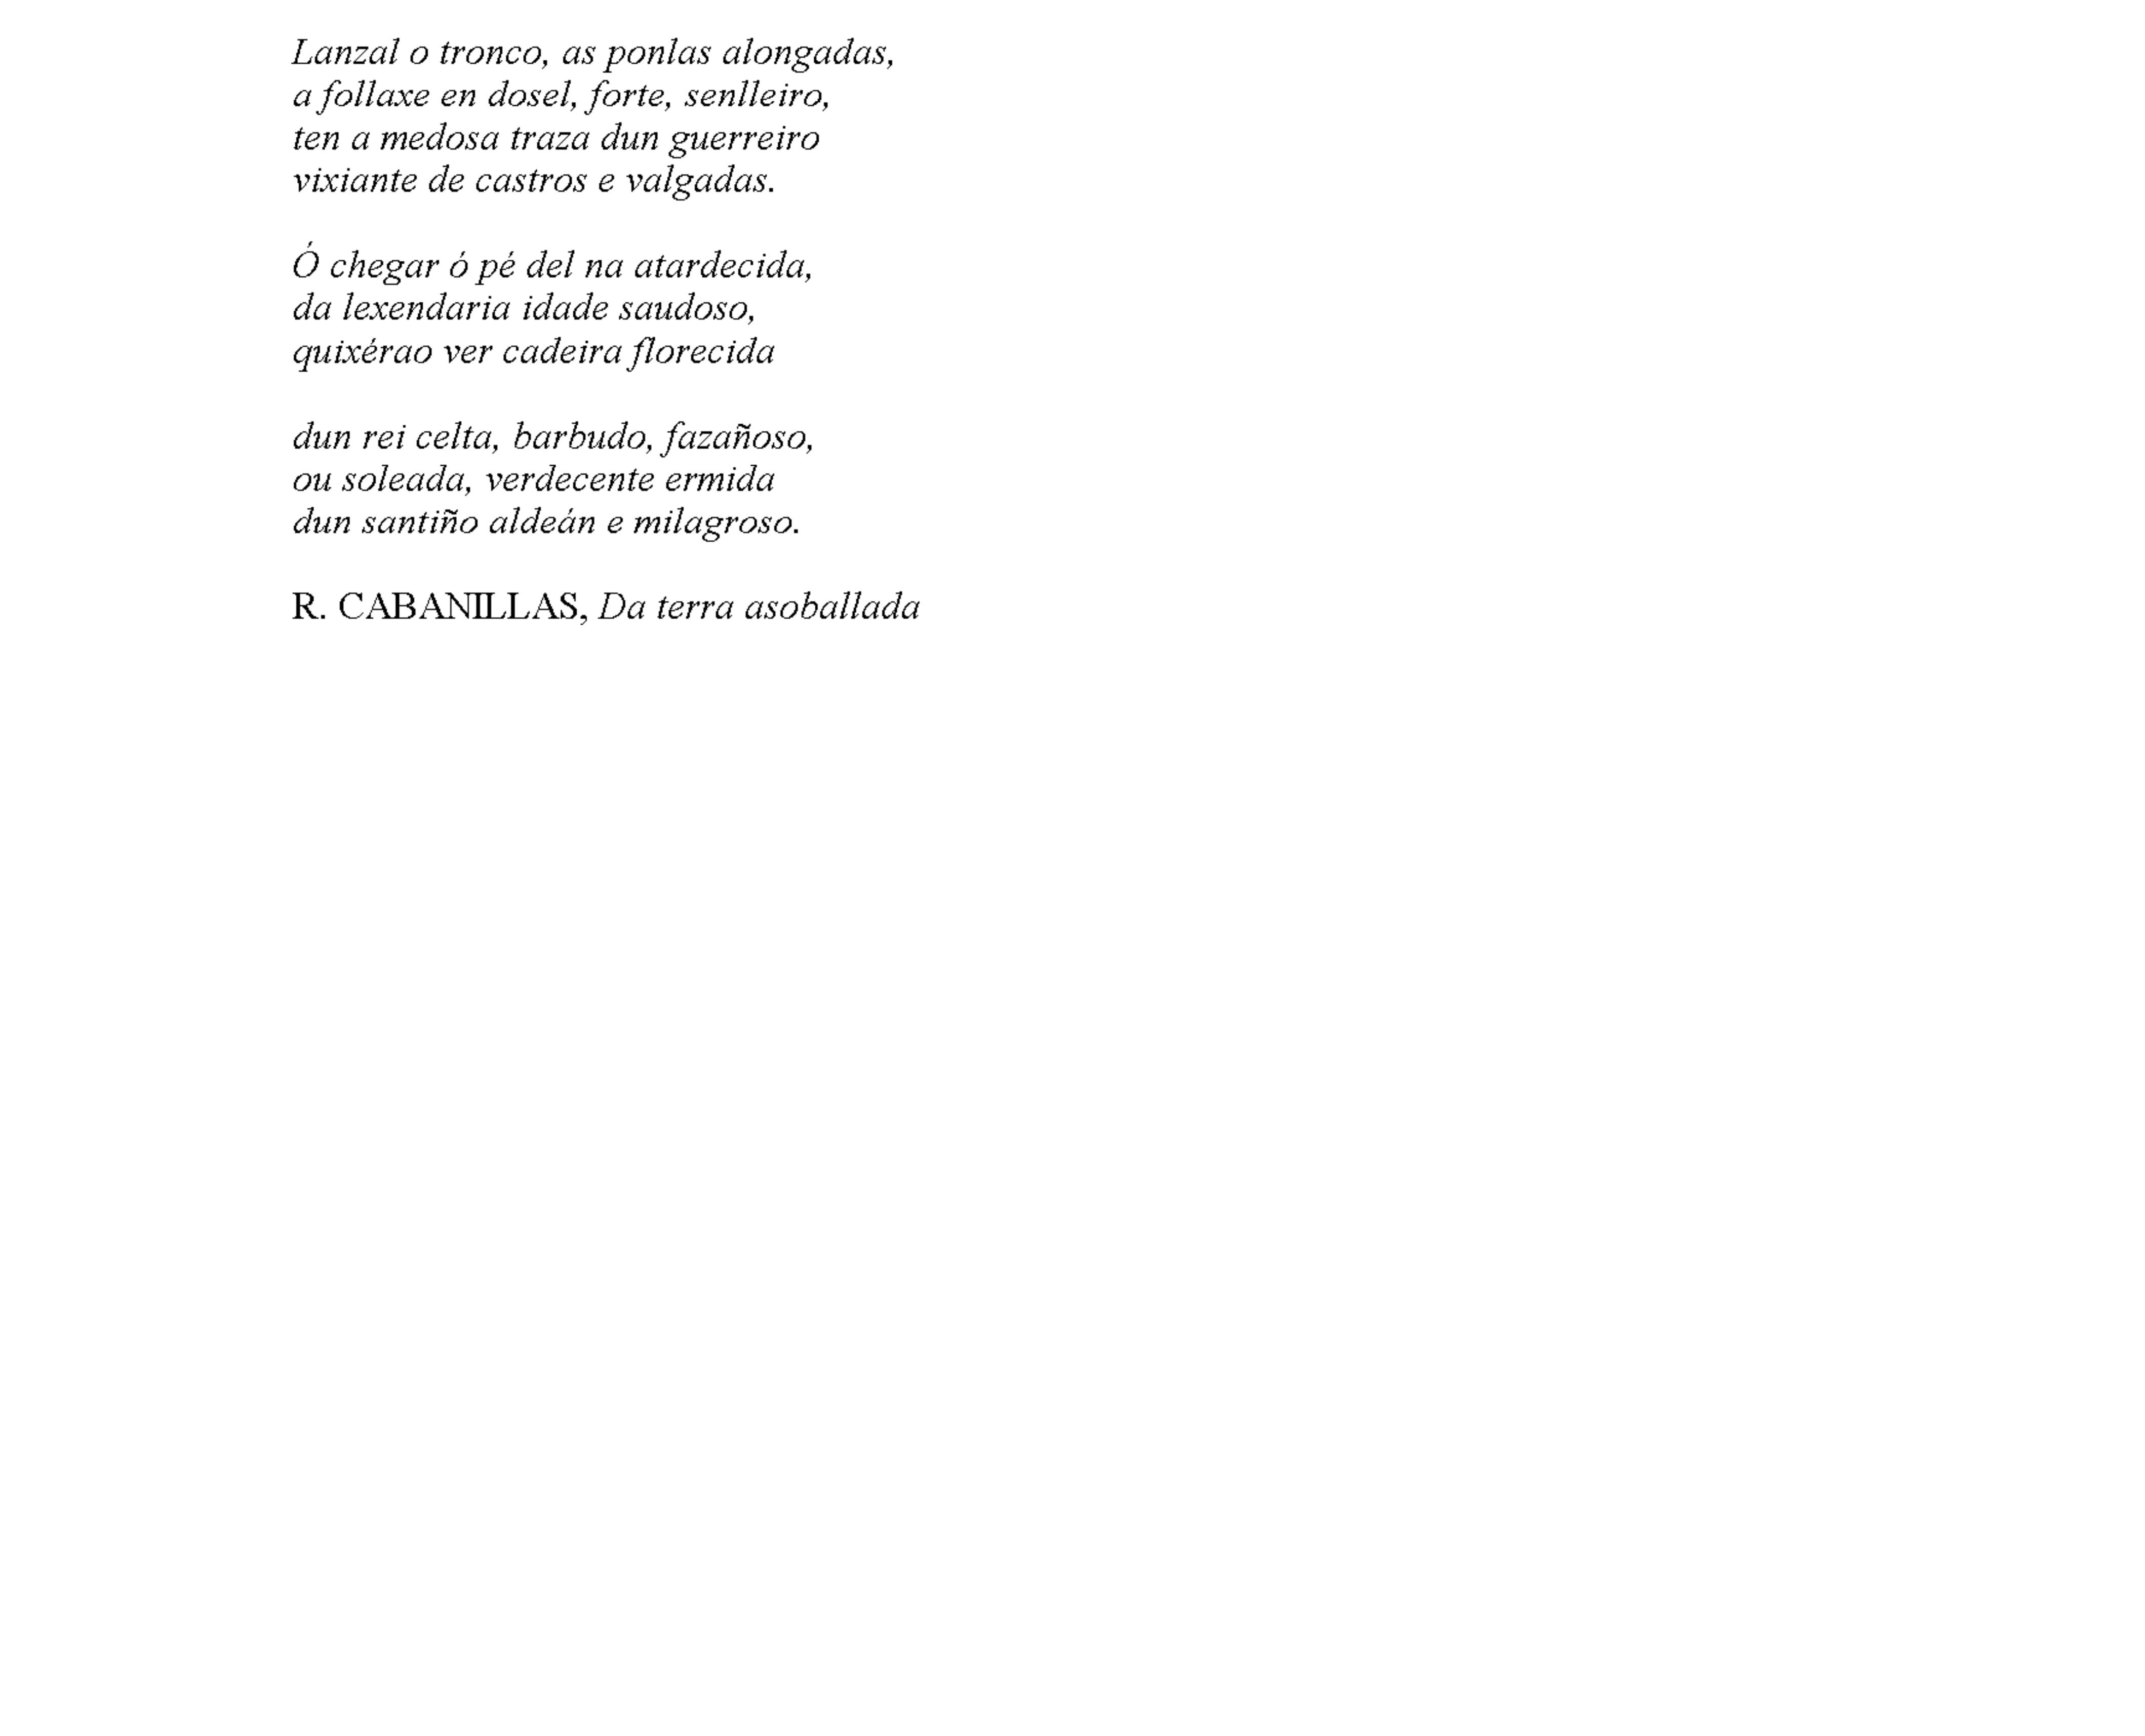 Lanzal o tronco, as ponlas alongadas,
a follaxe en dosel, forte, senlleiro,
ten a medosa traza dun guerreiro
vixiante de castros e valgadas.
Ó chegar ó pé del na atardecida,
da lexendaria idade saudoso,
quixérao ver cadeira florecida
dun rei celta, barbudo, fazañoso,
ou soleada, verdecente ermida
dun santiño aldeán e milagroso.
R. CABANILLAS, Da terra asoballada